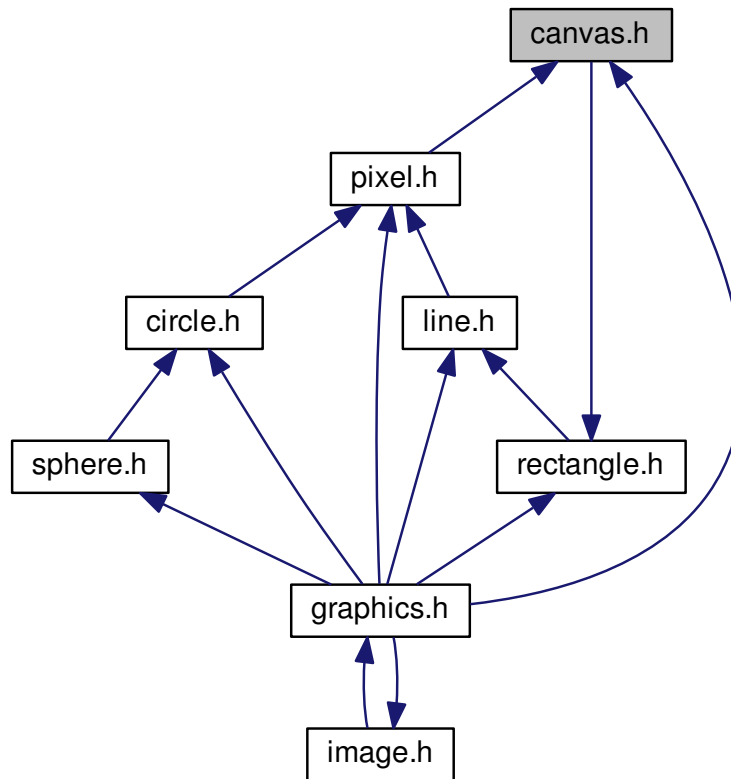 canvas.h
pixel.h
circle.h
line.h
sphere.h
rectangle.h
graphics.h
image.h